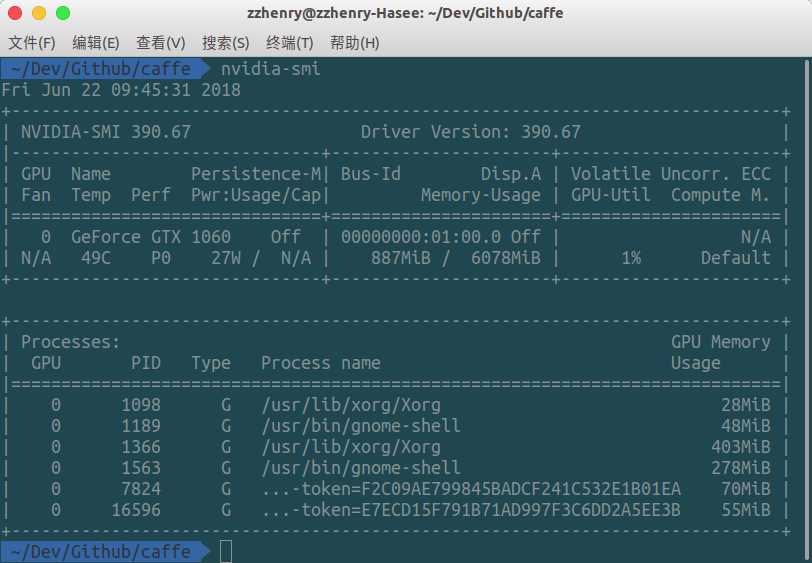 zzhenry@zzhenry-Hasee: ~/Dev/Github/caffe
文件(F) 编辑(E) 查看(V) 搜索(S) 终端(T) 帮助(H)
~/Dev/Github/caffe nvidia-smi
Fri Jun 22 09:45:31 2018
+-----------------------------------------------------------------------------+
| NVIDIA-SMI 390.67                 Driver Version: 390.67                    |
|-------------------------------+----------------------+----------------------+
| GPU  Name        Persistence-M| Bus-Id        Disp.A | Volatile Uncorr. ECC |
| Fan  Temp  Perf  Pwr:Usage/Cap|         Memory-Usage | GPU-Util  Compute M. |
|===============================+======================+======================|
|   0  GeForce GTX 1060    Off  | 00000000:01:00.0 Off |                  N/A |
| N/A   49C    P0    27W /  N/A |    887MiB /  6078MiB |      1%      Default |
+-------------------------------+----------------------+----------------------+
+-----------------------------------------------------------------------------+
| Processes:                                                       GPU Memory |
|  GPU       PID   Type   Process name                             Usage      |
|=============================================================================|
|    0      1098      G   /usr/lib/xorg/Xorg                            28MiB |
|    0      1189      G   /usr/bin/gnome-shell                          48MiB |
|    0      1366      G   /usr/lib/xorg/Xorg                           403MiB |
|    0      1563      G   /usr/bin/gnome-shell                         278MiB |
|    0      7824      G   ...-token=F2C09AE799845BADCF241C532E1B01EA    70MiB |
|    0     16596      G   ...-token=E7ECD15F791B71AD997F3C6DD2A5EE3B    55MiB |
+-----------------------------------------------------------------------------+
~/Dev/Github/caffe